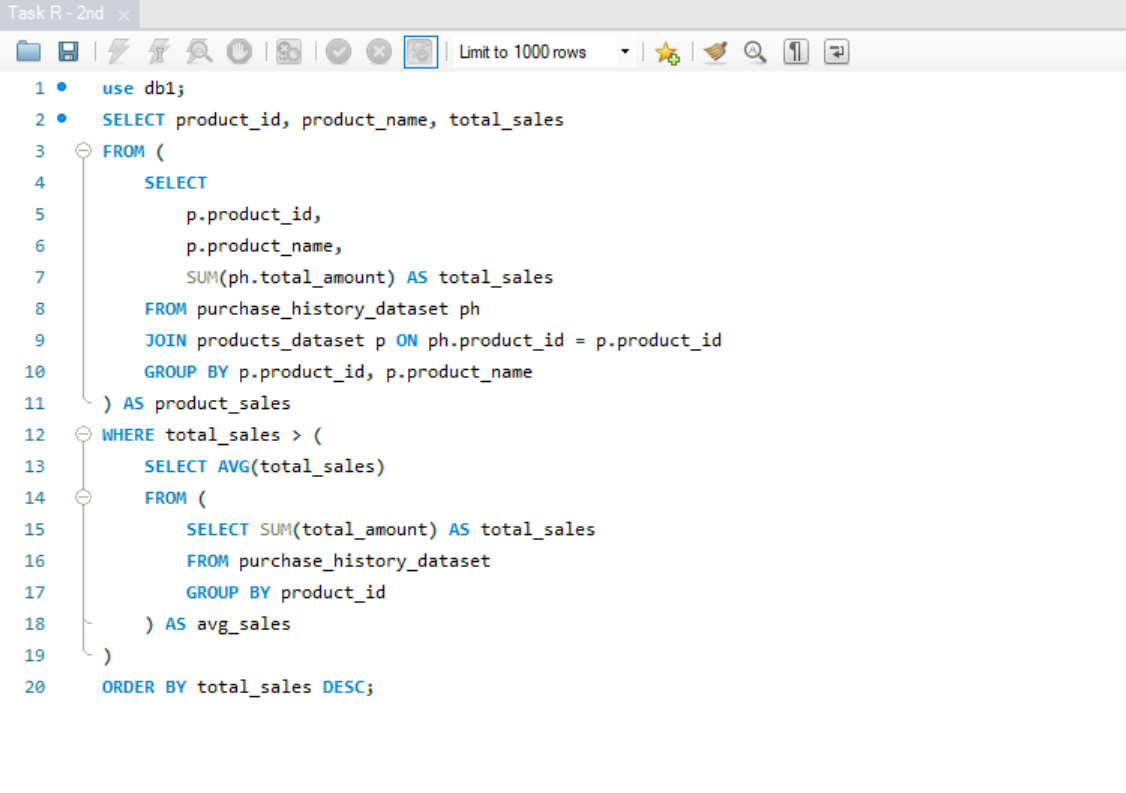 Task R - 2nd
Limit to 1000 rows
1 use db1;
2 SELECT product_id, product_name, total_sales
3 FROM (
4 SELECT
5 p.product_id,
6 p.product_name,
7 SUM(ph.total_amount) AS total_sales
8 FROM purchase_history_dataset ph
9 JOIN products_dataset p ON ph.product_id = p.product_id
10 GROUP BY p.product_id, p.product_name
11 ) AS product_sales
12 WHERE total_sales > (
13 SELECT AVG(total_sales)
14 FROM (
15 SELECT SUM(total_amount) AS total_sales
16 FROM purchase_history_dataset
17 GROUP BY product_id
18 ) AS avg_sales
19 )
20 ORDER BY total_sales DESC;